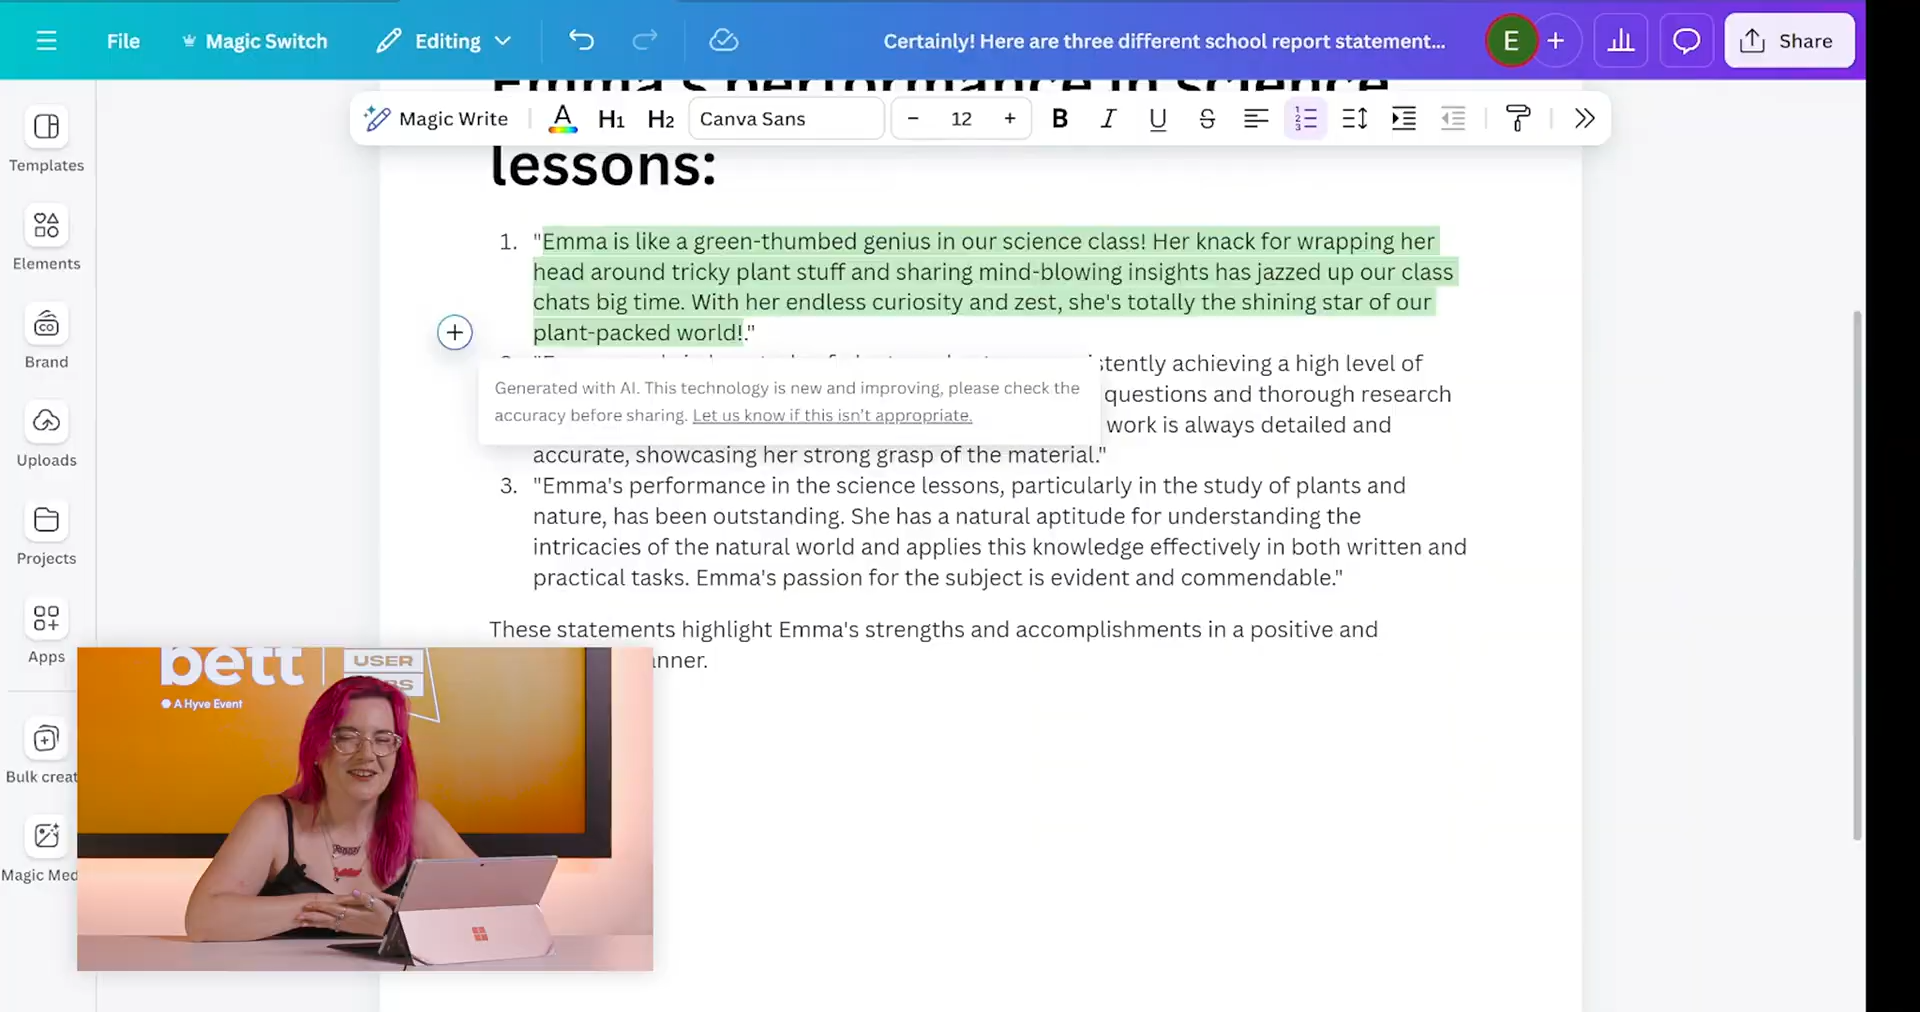 File
Magic Switch
Editing
Certainly! Here are three different school report statement...
E
Share
Emma's performance in science
Magic Write
A
H1
H2
Canva Sans
– 12 +
B
I
U
S
lessons:
Templates
Elements
Brand
Uploads
Projects
Apps
Bulk creat
Magic Med
1. "Emma is like a green-thumbed genius in our science class! Her knack for wrapping her
head around tricky plant stuff and sharing mind-blowing insights has jazzed up our class
chats big time. With her endless curiosity and zest, she's totally the shining star of our
plant-packed world!."
stently achieving a high level of
questions and thorough research
work is always detailed and
accurate, showcasing her strong grasp of the material."
Generated with AI. This technology is new and improving, please check the
accuracy before sharing. Let us know if this isn't appropriate.
3. "Emma's performance in the science lessons, particularly in the study of plants and
nature, has been outstanding. She has a natural aptitude for understanding the
intricacies of the natural world and applies this knowledge effectively in both written and
practical tasks. Emma's passion for the subject is evident and commendable."
These statements highlight Emma's strengths and accomplishments in a positive and
anner.
bett
A Hyve Event
USER